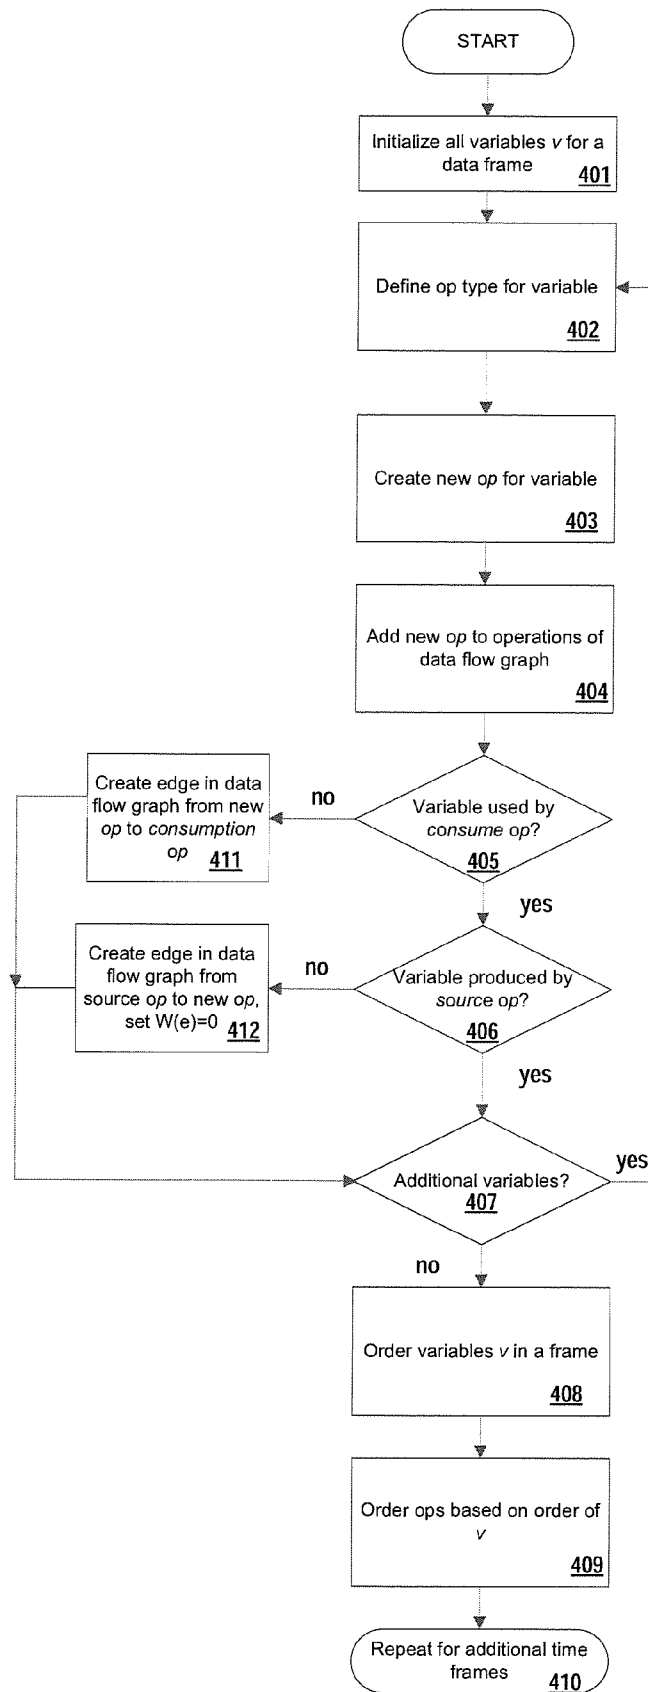 START
Initialize all variables v for a
data frame
401
Define op type for variable
402
Create new op for variable
403
Add new op to operations of
data flow graph
404
Create edge in data
flow graph from new
op to consumption
op
411
no
Variable used by
consume op?
405
yes
Create edge in data
flow graph from
source op to new op,
set W(e)=0
412
no
Variable produced by
source op?
406
yes
Additional variables?
407
yes
no
Order variables v in a frame
408
Order ops based on order of
v
409
Repeat for additional time
frames
410